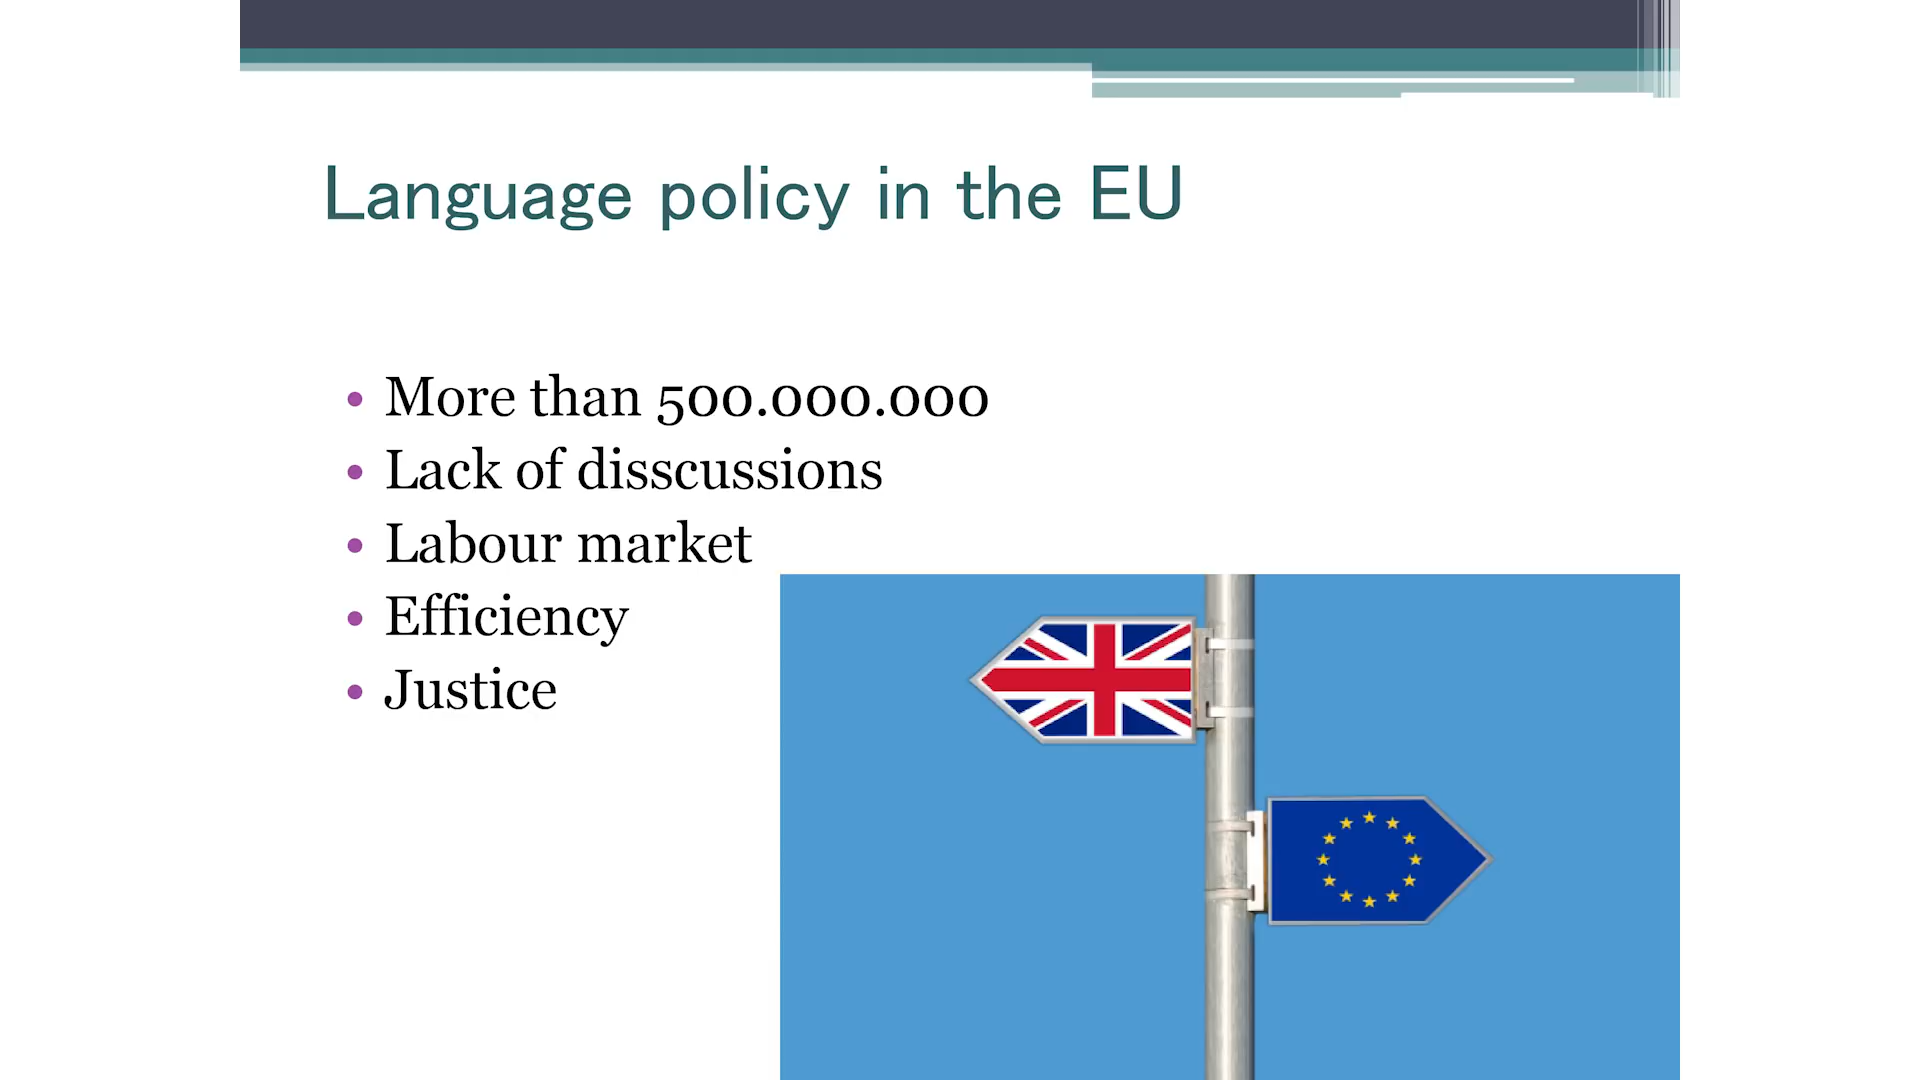 Language policy in the EU
• More than 500.000.000
• Lack of disscussions
• Labour market
• Efficiency
• Justice